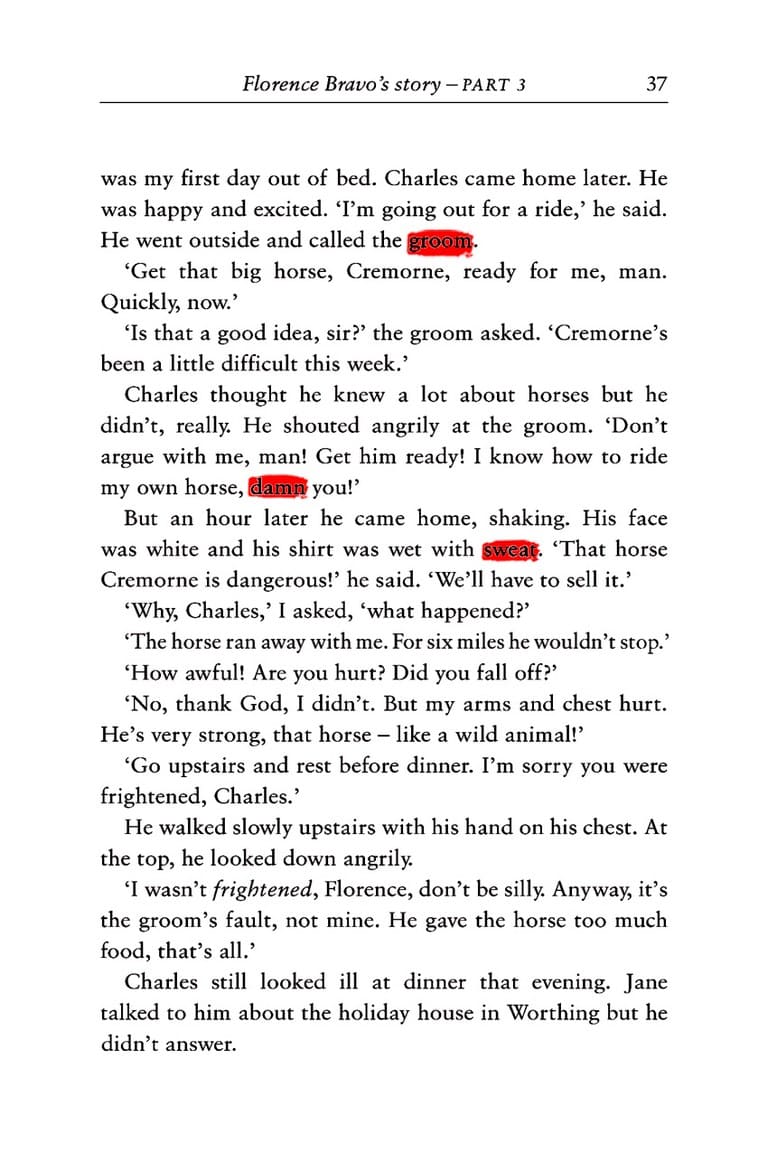 Florence Bravo’s story – PART 3 37
was my first day out of bed. Charles came home later. He
was happy and excited. ‘I’m going out for a ride,’ he said.
He went outside and called the groom.
‘Get that big horse, Cremorne, ready for me, man.
Quickly, now.’
‘Is that a good idea, sir?’ the groom asked. ‘Cremorne’s
been a little difficult this week.’
Charles thought he knew a lot about horses but he
didn’t, really. He shouted angrily at the groom. ‘Don’t
argue with me, man! Get him ready! I know how to ride
my own horse, damn you!’
But an hour later he came home, shaking. His face
was white and his shirt was wet with sweat. ‘That horse
Cremorne is dangerous!’ he said. ‘We’ll have to sell it.’
‘Why, Charles,’ I asked, ‘what happened?’
‘The horse ran away with me. For six miles he wouldn’t stop.’
‘How awful! Are you hurt? Did you fall off?’
‘No, thank God, I didn’t. But my arms and chest hurt.
He’s very strong, that horse – like a wild animal!’
‘Go upstairs and rest before dinner. I’m sorry you were
frightened, Charles.’
He walked slowly upstairs with his hand on his chest. At
the top, he looked down angrily.
‘I wasn’t frightened, Florence, don’t be silly. Anyway, it’s
the groom’s fault, not mine. He gave the horse too much
food, that’s all.’
Charles still looked ill at dinner that evening. Jane
talked to him about the holiday house in Worthing but he
didn’t answer.